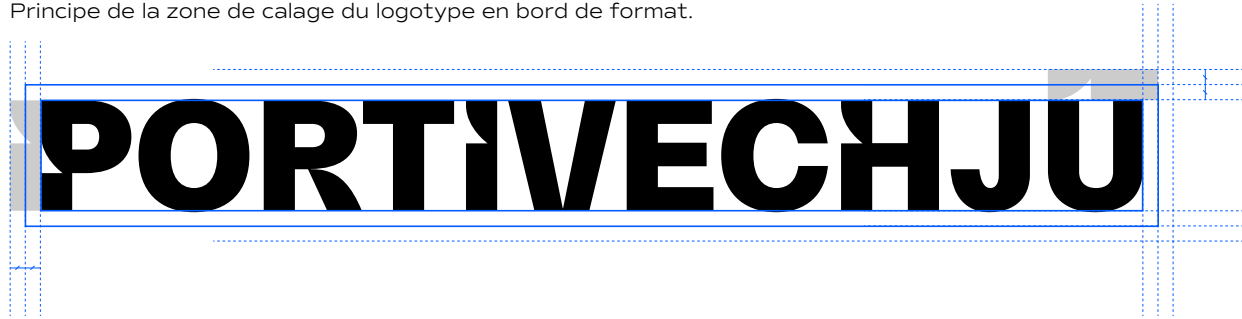 Principe de la zone de calage du logotype en bord de format.
PORTIVECHJU